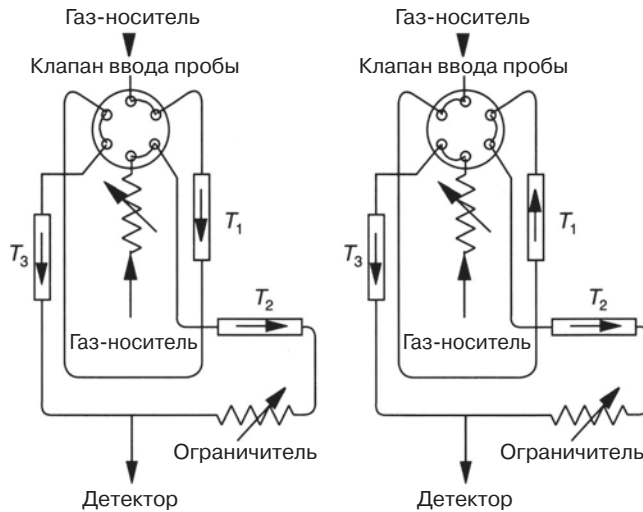 Газ-носитель
Клапан ввода пробы
T1
T3
T2
Газ-носитель
Ограничитель
Детектор
Газ-носитель
Клапан ввода пробы
T1
T3
T2
Газ-носитель
Ограничитель
Детектор